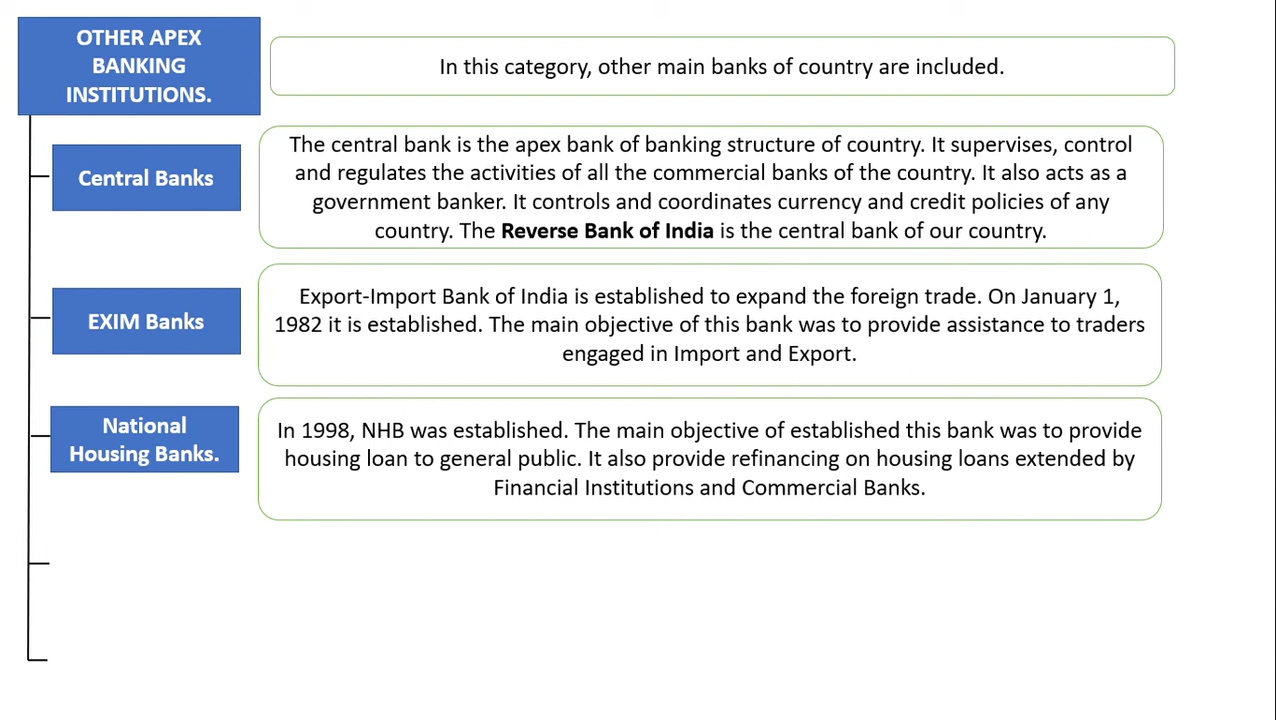 OTHER APEX
BANKING
INSTITUTIONS.
In this category, other main banks of country are included.
Central Banks
The central bank is the apex bank of banking structure of country. It supervises, control
and regulates the activities of all the commercial banks of the country. It also acts as a
government banker. It controls and coordinates currency and credit policies of any
country. The Reverse Bank of India is the central bank of our country.
EXIM Banks
Export-Import Bank of India is established to expand the foreign trade. On January 1,
1982 it is established. The main objective of this bank was to provide assistance to traders
engaged in Import and Export.
National
Housing Banks.
In 1998, NHB was established. The main objective of established this bank was to provide
housing loan to general public. It also provide refinancing on housing loans extended by
Financial Institutions and Commercial Banks.